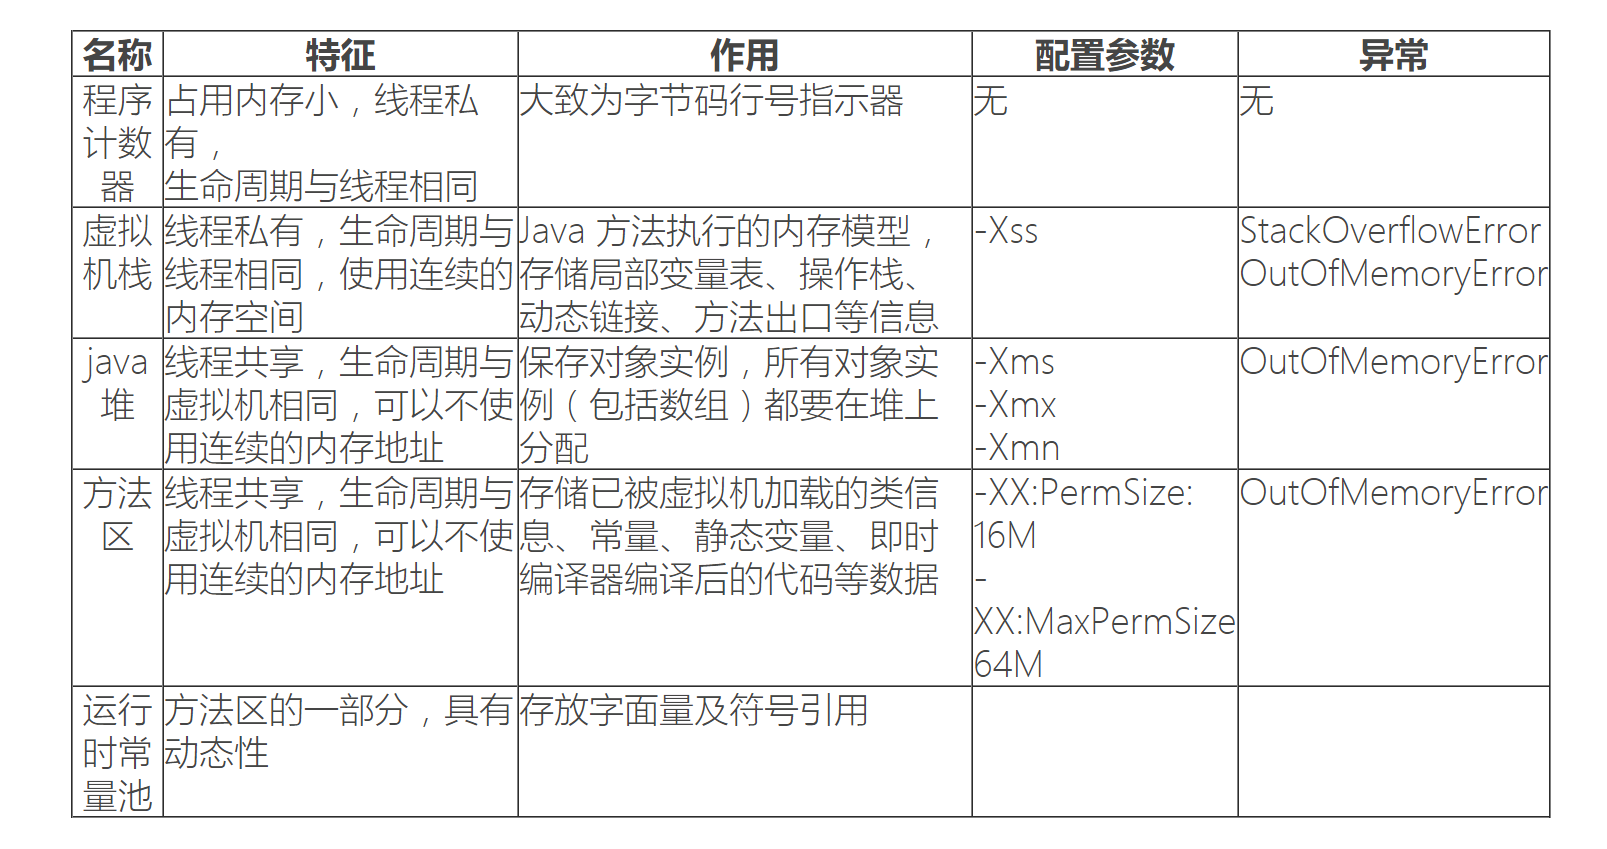 名称 特征 作用 配置参数 异常
程序
计数
器
占用内存小，线程私
有，
生命周期与线程相同
大致为字节码行号指示器
无
无
虚拟
机栈
线程私有，生命周期与
线程相同，使用连续的
内存空间
Java 方法执行的内存模型，
存储局部变量表、操作栈、
动态链接、方法出口等信息
-Xss
StackOverflowError
OutOfMemoryError
java
堆
线程共享，生命周期与
虚拟机相同，可以不使
用连续的内存地址
保存对象实例，所有对象实
例（包括数组）都要在堆上
分配
-Xms
-Xmx
-Xmn
OutOfMemoryError
方法
区
线程共享，生命周期与
虚拟机相同，可以不使
用连续的内存地址
存储已被虚拟机加载的类信
息、常量、静态变量、即时
编译器编译后的代码等数据
-XX:PermSize:
16M
-
XX:MaxPermSize
64M
OutOfMemoryError
运行
时常
量池
方法区的一部分，具有
动态性
存放字面量及符号引用